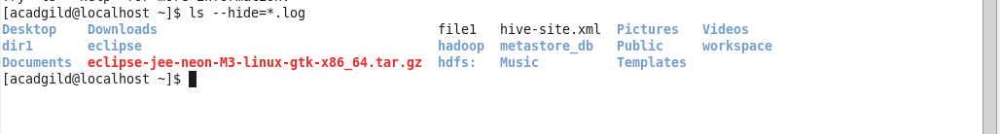 [acadgild@localhost ~]$ ls --hide=*.log
Desktop    Downloads                                    file1   hive-site.xml  Pictures   Videos
dir1       eclipse                                      hadoop  metastore_db   Public     workspace
Documents  eclipse-jee-neon-M3-linux-gtk-x86_64.tar.gz  hdfs:   Music          Templates
[acadgild@localhost ~]$